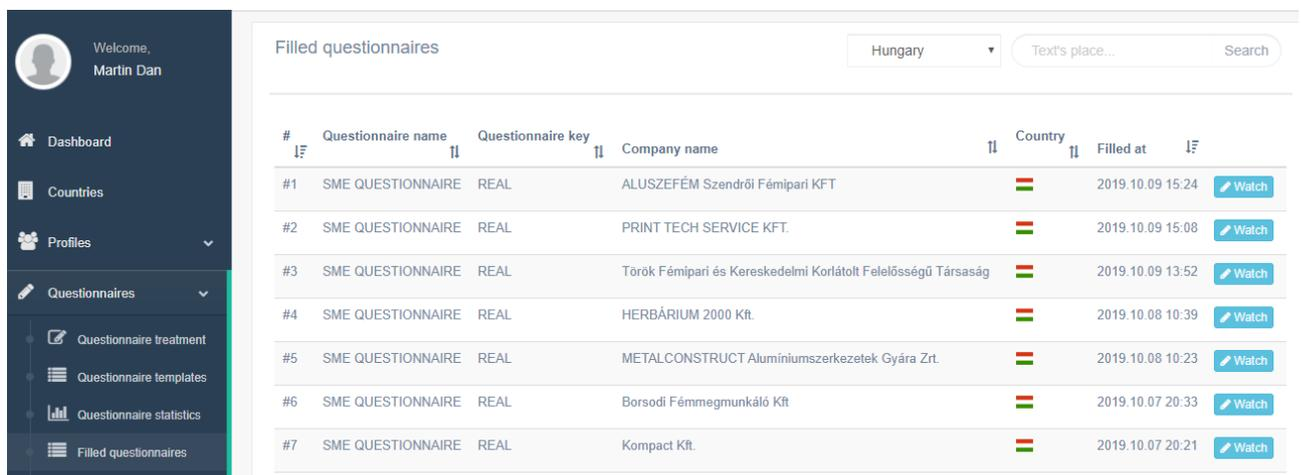 Welcome,
Martin Dan
Dashboard
Countries
Profiles
Questionnaires
Questionnaire treatment
Questionnaire templates
Questionnaire statistics
Filled questionnaires
Filled questionnaires
Hungary
Text's place...
Search
# Questionnaire name Questionnaire key Company name Country Filled at
#1 SME QUESTIONNAIRE REAL ALUSZEFÉM Szendrői Fémipari KFT 2019.10.09 15:24 Watch
#2 SME QUESTIONNAIRE REAL PRINT TECH SERVICE KFT. 2019.10.09 15:08 Watch
#3 SME QUESTIONNAIRE REAL Török Fémipari és Kereskedelmi Korlátolt Felelősségű Társaság 2019.10.09 13:52 Watch
#4 SME QUESTIONNAIRE REAL HERBÁRIUM 2000 Kft. 2019.10.08 10:39 Watch
#5 SME QUESTIONNAIRE REAL METALCONSTRUCT Alumíniumszerkezetek Gyára Zrt. 2019.10.08 10:23 Watch
#6 SME QUESTIONNAIRE REAL Borsodi Fémmegmunkáló Kft 2019.10.07 20:33 Watch
#7 SME QUESTIONNAIRE REAL Kompact Kft. 2019.10.07 20:21 Watch